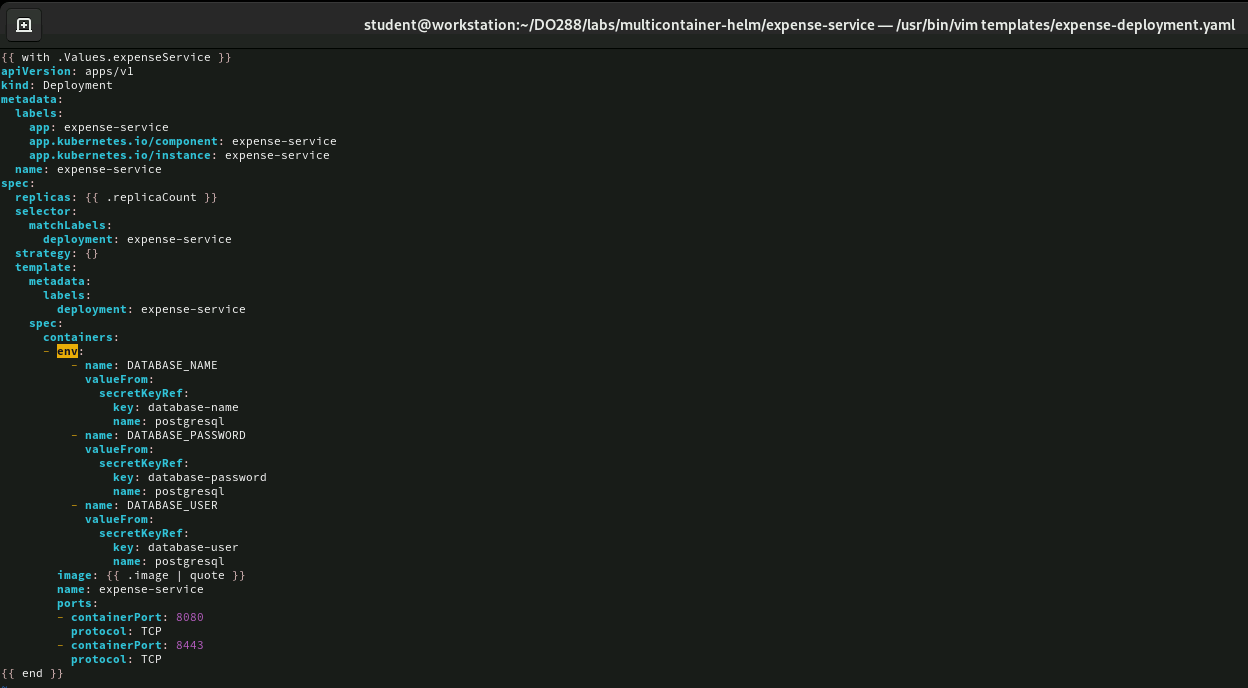 student@workstation:~/DO288/labs/multicontainer-helm/expense-service — /usr/bin/vim templates/expense-deployment.yaml
{{ with .Values.expenseService }}
apiVersion: apps/v1
kind: Deployment
metadata:
  labels:
    app: expense-service
    app.kubernetes.io/component: expense-service
    app.kubernetes.io/instance: expense-service
  name: expense-service
spec:
  replicas: {{ .replicaCount }}
  selector:
    matchLabels:
      deployment: expense-service
  strategy: {}
  template:
    metadata:
      labels:
        deployment: expense-service
    spec:
      containers:
      - env:
          - name: DATABASE_NAME
            valueFrom:
              secretKeyRef:
                key: database-name
                name: postgresql
          - name: DATABASE_PASSWORD
            valueFrom:
              secretKeyRef:
                key: database-password
                name: postgresql
          - name: DATABASE_USER
            valueFrom:
              secretKeyRef:
                key: database-user
                name: postgresql
        image: {{ .image | quote }}
        name: expense-service
        ports:
        - containerPort: 8080
          protocol: TCP
        - containerPort: 8443
          protocol: TCP
{{ end }}
~